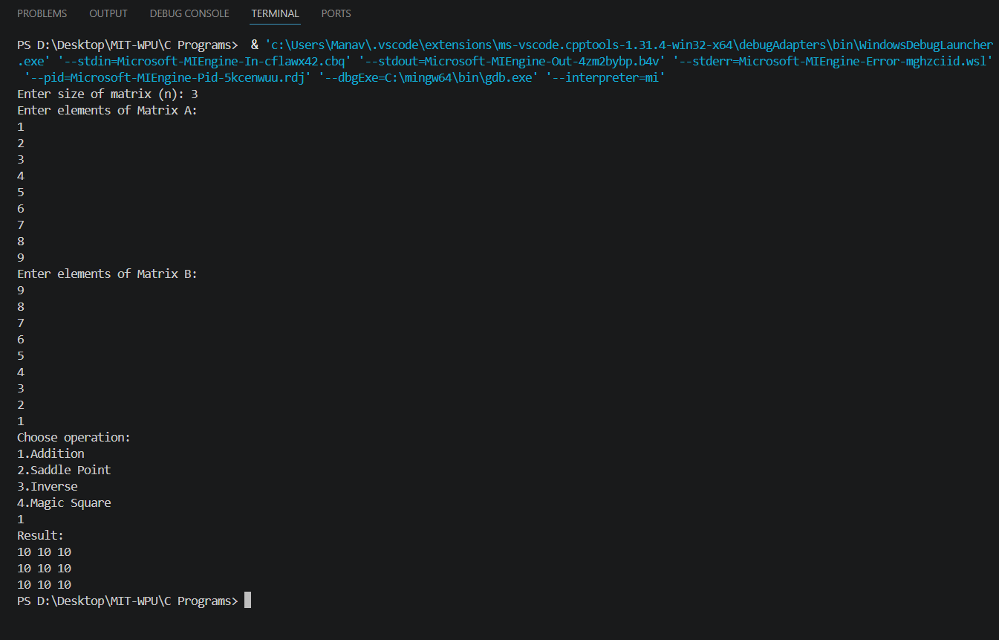 PROBLEMS OUTPUT DEBUG CONSOLE TERMINAL PORTS
PS D:\Desktop\MIT-WPU\C Programs>  & 'c:\Users\Manav\.vscode\extensions\ms-vscode.cpptools-1.31.4-win32-x64\debugAdapters\bin\WindowsDebugLauncher
.exe' '--stdin=Microsoft-MIEngine-In-cflawx42.cbq' '--stdout=Microsoft-MIEngine-Out-4zm2bybp.b4v' '--stderr=Microsoft-MIEngine-Error-mghzciid.wsl'
 '--pid=Microsoft-MIEngine-Pid-5kcenwuu.rdj' '--dbgExe=C:\mingw64\bin\gdb.exe' '--interpreter=mi'
Enter size of matrix (n): 3
Enter elements of Matrix A:
1
2
3
4
5
6
7
8
9
Enter elements of Matrix B:
9
8
7
6
5
4
3
2
1
Choose operation:
1.Addition
2.Saddle Point
3.Inverse
4.Magic Square
1
Result:
10 10 10
10 10 10
10 10 10
PS D:\Desktop\MIT-WPU\C Programs>